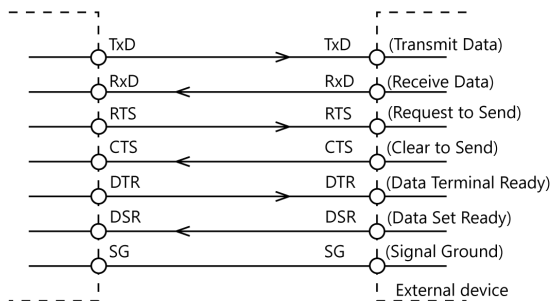 TxD TxD (Transmit Data)
RxD RxD (Receive Data)
RTS RTS (Request to Send)
CTS CTS (Clear to Send)
DTR DTR (Data Terminal Ready)
DSR DSR (Data Set Ready)
SG SG (Signal Ground)
External device